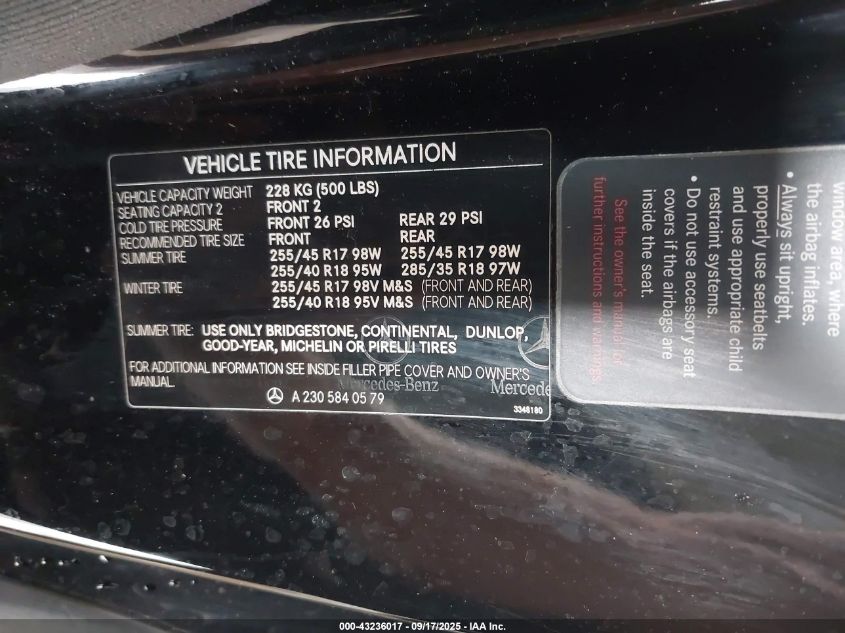 VEHICLE TIRE INFORMATION
VEHICLE CAPACITY WEIGHT 228 KG (500 LBS)
SEATING CAPACITY 2 FRONT 2
COLD TIRE PRESSURE FRONT 26 PSI REAR 29 PSI
RECOMMENDED TIRE SIZE FRONT REAR
SUMMER TIRE 255/45 R17 98W 255/45 R17 98W
255/40 R18 95W 285/35 R18 97W
WINTER TIRE 255/45 R17 98V M&S (FRONT AND REAR)
255/40 R18 95V M&S (FRONT AND REAR)
SUMMER TIRE: USE ONLY BRIDGESTONE, CONTINENTAL, DUNLOP,
GOOD-YEAR, MICHELIN OR PIRELLI TIRES
FOR ADDITIONAL INFORMATION SEE INSIDE FILLER PIPE COVER AND OWNER'S
MANUAL.
Mercedes-Benz Mercede
A 230 584 05 79
3348180
window area, where
the airbag inflates.
• Always sit upright,
properly use seatbelts
and use appropriate child
restraint systems.
• Do not use accessory seat
covers if the airbags are
inside the seat.
See the owner's manual for
further instructions and warnings.
000-43236017 - 09/17/2025 - IAA Inc.